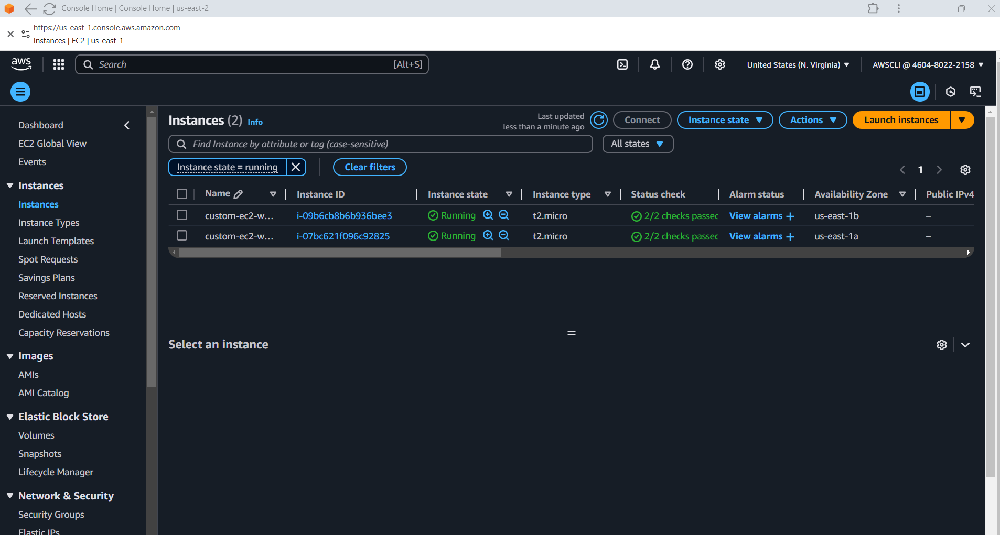 Console Home | Console Home | us-east-2
https://us-east-1.console.aws.amazon.com
Instances | EC2 | us-east-1
aws
Search [Alt+S]
United States (N. Virginia)
AWSCLI @ 4604-8022-2158
Dashboard
EC2 Global View
Events
Instances
Instances
Instance Types
Launch Templates
Spot Requests
Savings Plans
Reserved Instances
Dedicated Hosts
Capacity Reservations
Images
AMIs
AMI Catalog
Elastic Block Store
Volumes
Snapshots
Lifecycle Manager
Network & Security
Security Groups
Elastic IPs
Instances (2) Info
Last updated
less than a minute ago
Connect
Instance state
Actions
Launch instances
Find Instance by attribute or tag (case-sensitive)
All states
Instance state = running
Clear filters
1
Name Instance ID Instance state Instance type Status check Alarm status Availability Zone Public IPv4
custom-ec2-w... i-09b6cb8b6b936bee3 Running t2.micro 2/2 checks passec View alarms + us-east-1b –
custom-ec2-w... i-07bc621f096c92825 Running t2.micro 2/2 checks passec View alarms + us-east-1a –
Select an instance